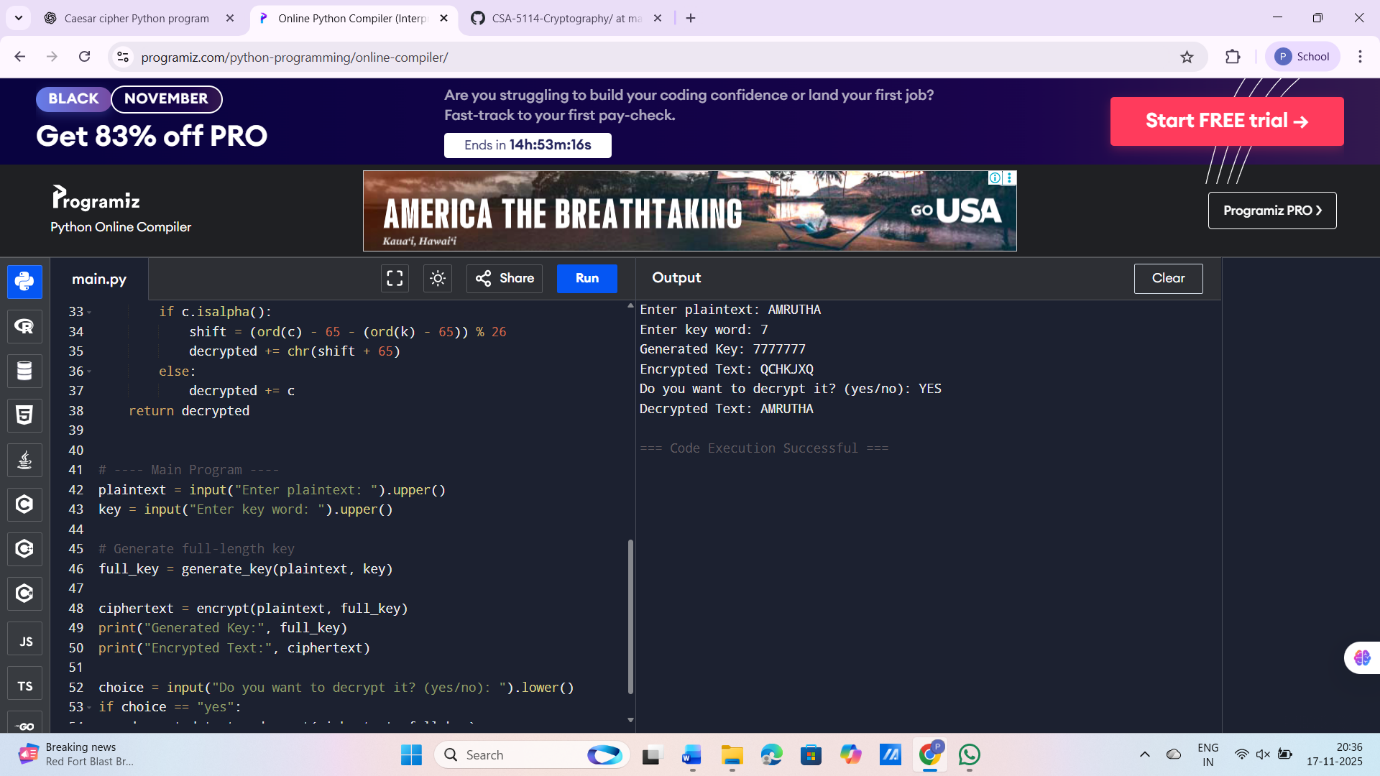 Caesar cipher Python program
Online Python Compiler (Interp
CSA-5114-Cryptography/ at ma
programiz.com/python-programming/online-compiler/
P School
BLACK NOVEMBER
Get 83% off PRO
Are you struggling to build your coding confidence or land your first job?
Fast-track to your first pay-check.
Ends in 14h:53m:16s
Start FREE trial →
Programiz
Python Online Compiler
AMERICA THE BREATHTAKING
Kauaʻi, Hawaiʻi
GO USA
Programiz PRO >
main.py
Share
Run
Output
Clear
33 if c.isalpha():
34 shift = (ord(c) - 65 - (ord(k) - 65)) % 26
35 decrypted += chr(shift + 65)
36 else:
37 decrypted += c
38 return decrypted
39
40
41 # ---- Main Program ----
42 plaintext = input("Enter plaintext: ").upper()
43 key = input("Enter key word: ").upper()
44
45 # Generate full-length key
46 full_key = generate_key(plaintext, key)
47
48 ciphertext = encrypt(plaintext, full_key)
49 print("Generated Key:", full_key)
50 print("Encrypted Text:", ciphertext)
51
52 choice = input("Do you want to decrypt it? (yes/no): ").lower()
53 if choice == "yes":
Enter plaintext: AMRUTHA
Enter key word: 7
Generated Key: 7777777
Encrypted Text: QCHKJXQ
Do you want to decrypt it? (yes/no): YES
Decrypted Text: AMRUTHA
=== Code Execution Successful ===
JS
TS
Breaking news
Red Fort Blast Br...
Search
ENG
IN
20:36
17-11-2025